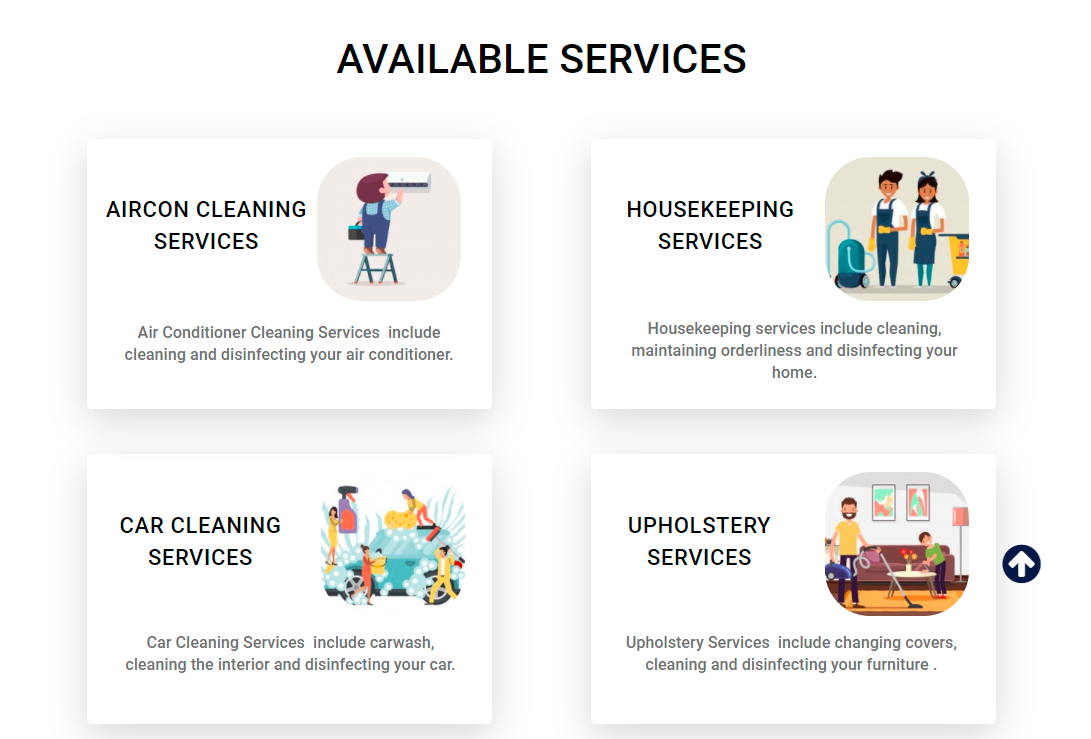 AVAILABLE SERVICES
AIRCON CLEANING
SERVICES
Air Conditioner Cleaning Services  include
cleaning and disinfecting your air conditioner.
HOUSEKEEPING
SERVICES
Housekeeping services include cleaning,
maintaining orderliness and disinfecting your
home.
CAR CLEANING
SERVICES
Car Cleaning Services  include carwash,
cleaning the interior and disinfecting your car.
UPHOLSTERY
SERVICES
Upholstery Services  include changing covers,
cleaning and disinfecting your furniture .